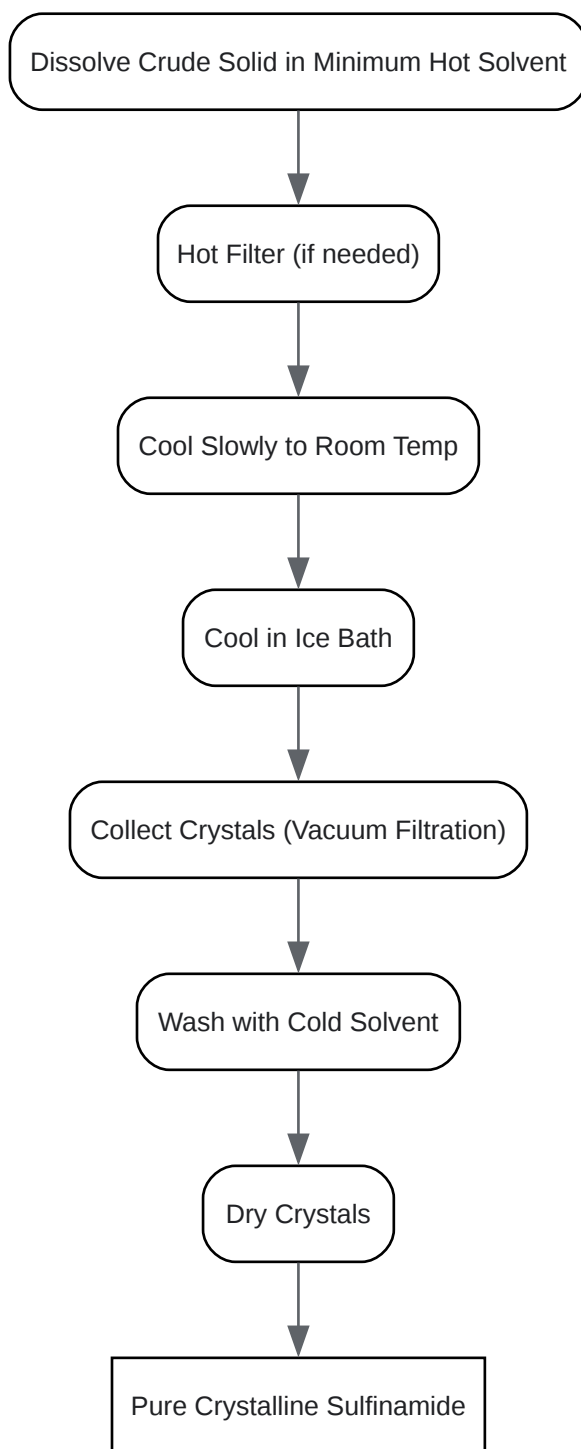 Dissolve Crude Solid in Minimum Hot Solvent
Hot Filter (if needed)
Cool Slowly to Room Temp
Cool in Ice Bath
Collect Crystals (Vacuum Filtration)
Wash with Cold Solvent
Dry Crystals
Pure Crystalline Sulfinamide